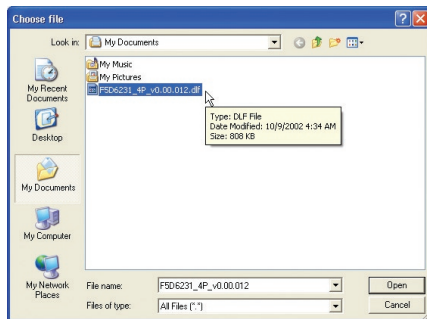 Choose file
Look in:
My Documents
My Recent
Documents
Desktop
My Documents
My Computer
My Network
Places
My Music
My Pictures
F5D6231_4P_v0.00.012.dlf
Type: DLF File
Date Modified: 10/9/2002 4:34 AM
Size: 808 KB
File name:
F5D6231_4P_v0.00.012
Open
Files of type:
All Files (*.*)
Cancel